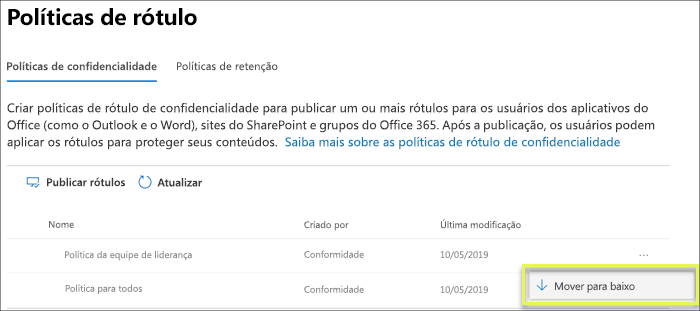 Políticas de rótulo
Políticas de confidencialidade Políticas de retenção
Criar políticas de rótulo de confidencialidade para publicar um ou mais rótulos para os usuários dos aplicativos do
Office (como o Outlook e o Word), sites do SharePoint e grupos do Office 365. Após a publicação, os usuários podem
aplicar os rótulos para proteger seus conteúdos. Saiba mais sobre as políticas de rótulo de confidencialidade
Publicar rótulos Atualizar
Nome Criado por Última modificação
Política da equipe de liderança Conformidade 10/05/2019 ...
Política para todos Conformidade 10/05/2019 Mover para baixo